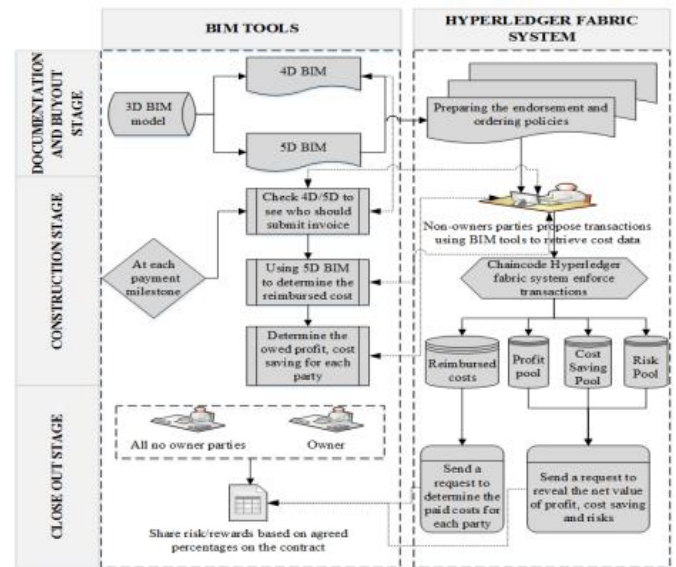 BIM TOOLS
HYPERLEDGER FABRIC
SYSTEM
DOCUMENTATION
AND BUYOUT
STAGE
3D BIM
model
4D BIM
5D BIM
Preparing the endorsement and
ordering policies
CONSTRUCTION STAGE
At each
payment
milestone
Check 4D/5D to
see who should
submit invoice
Using 5D BIM
to determine the
reimbursed cost
Determine the
owed profit, cost
saving for each
party
Non-owners parties propose transactions
using BIM tools to retrieve cost data
Chaincode Hyperledger
fabric system enforce
transactions
Reimbursed
costs
Profit
pool
Cost
Saving
Pool
Risk
Pool
CLOSE OUT STAGE
All no owner parties
Owner
Share risk/rewards based on agreed
percentages on the contract
Send a
request to
determine the
paid costs for
each party
Send a request to
reveal the net value
of profit, cost saving
and risks